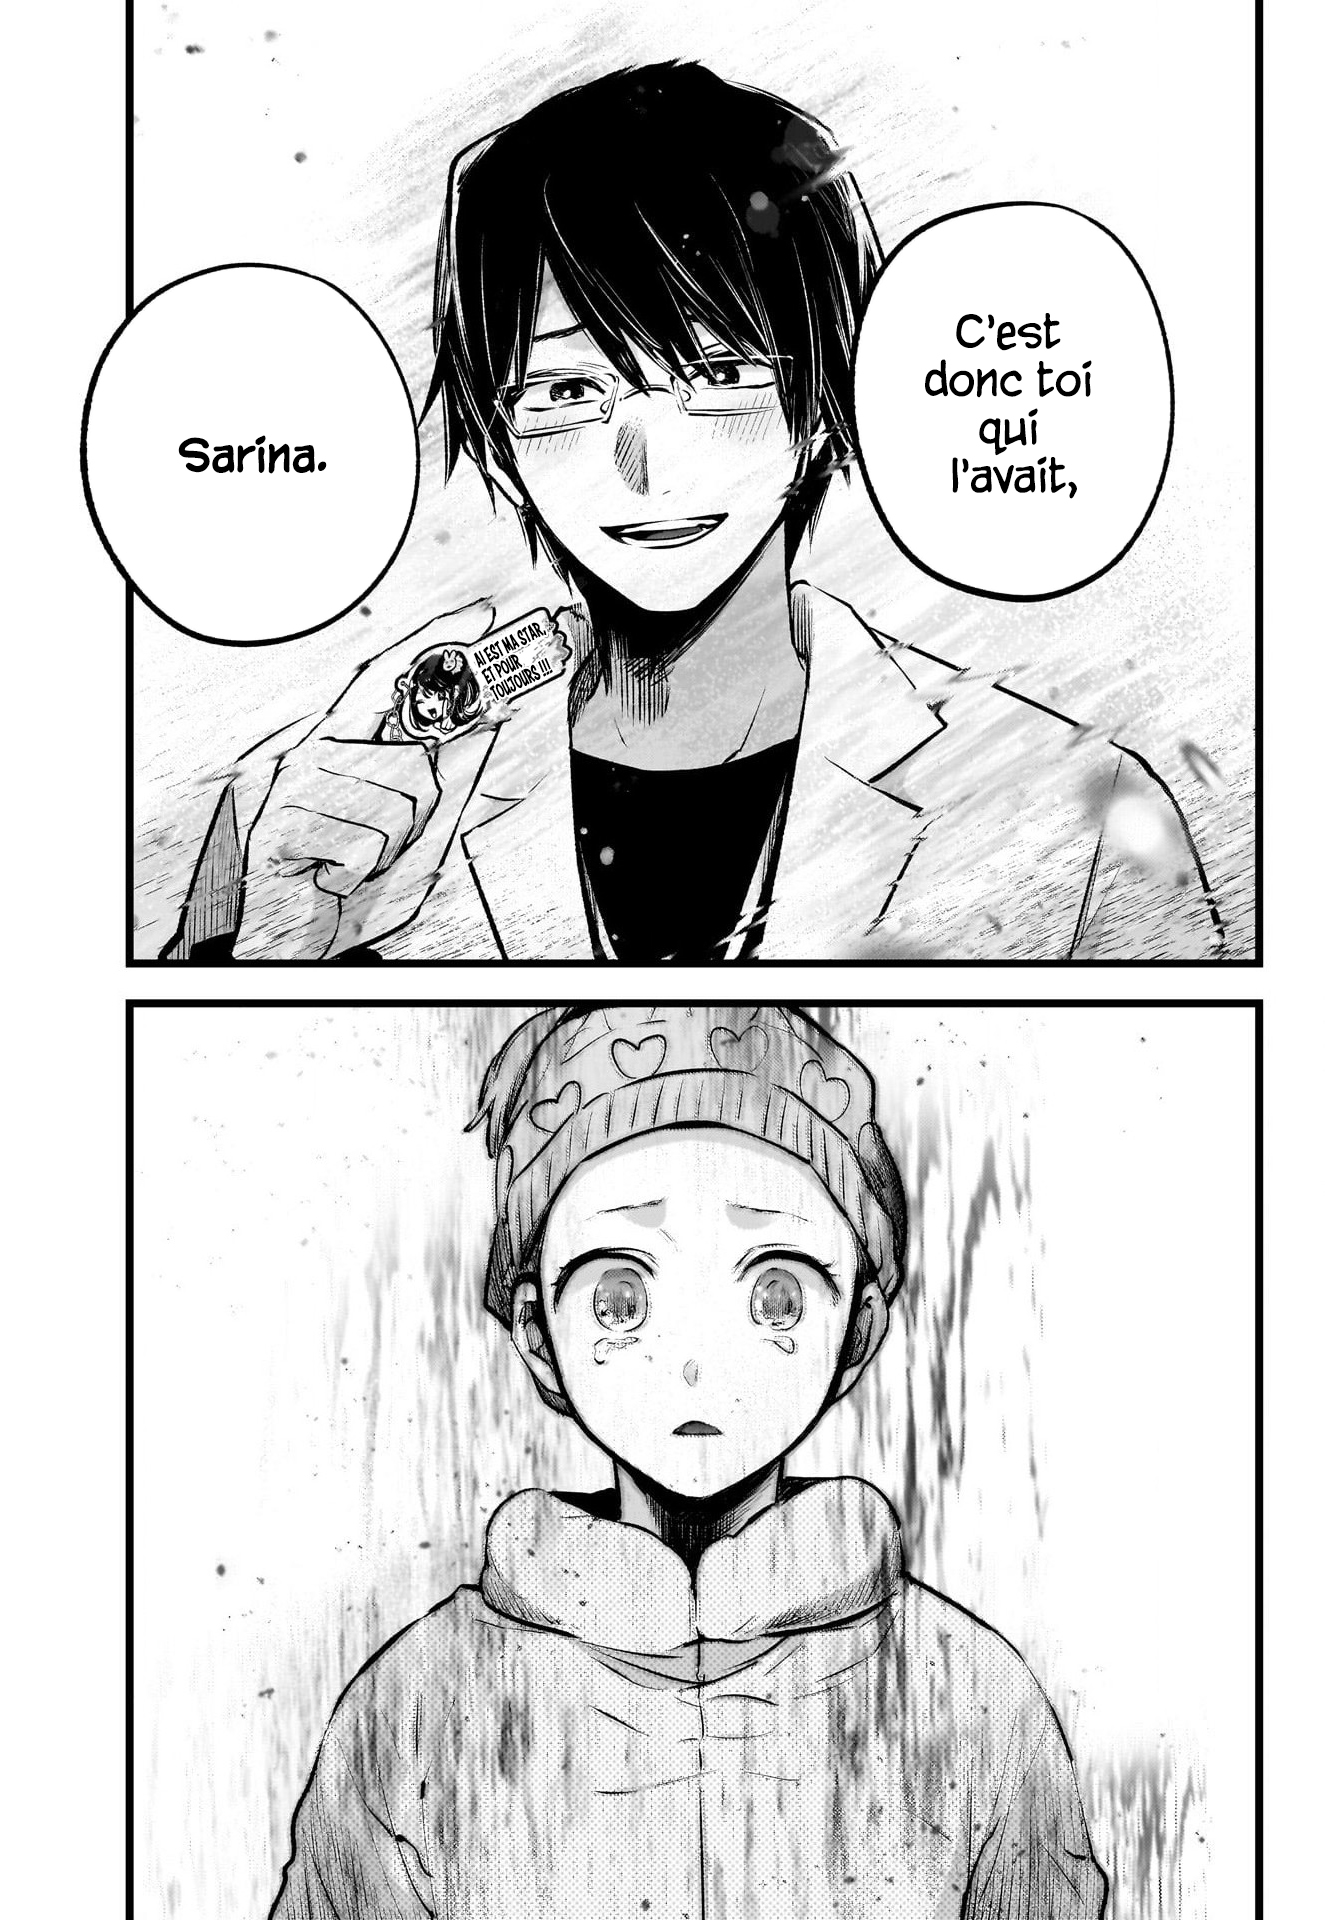 C'est
donc toi
qui
l'avait,
Sarina.
AI EST MA STAR,
ET POUR
TOUJOURS !!!